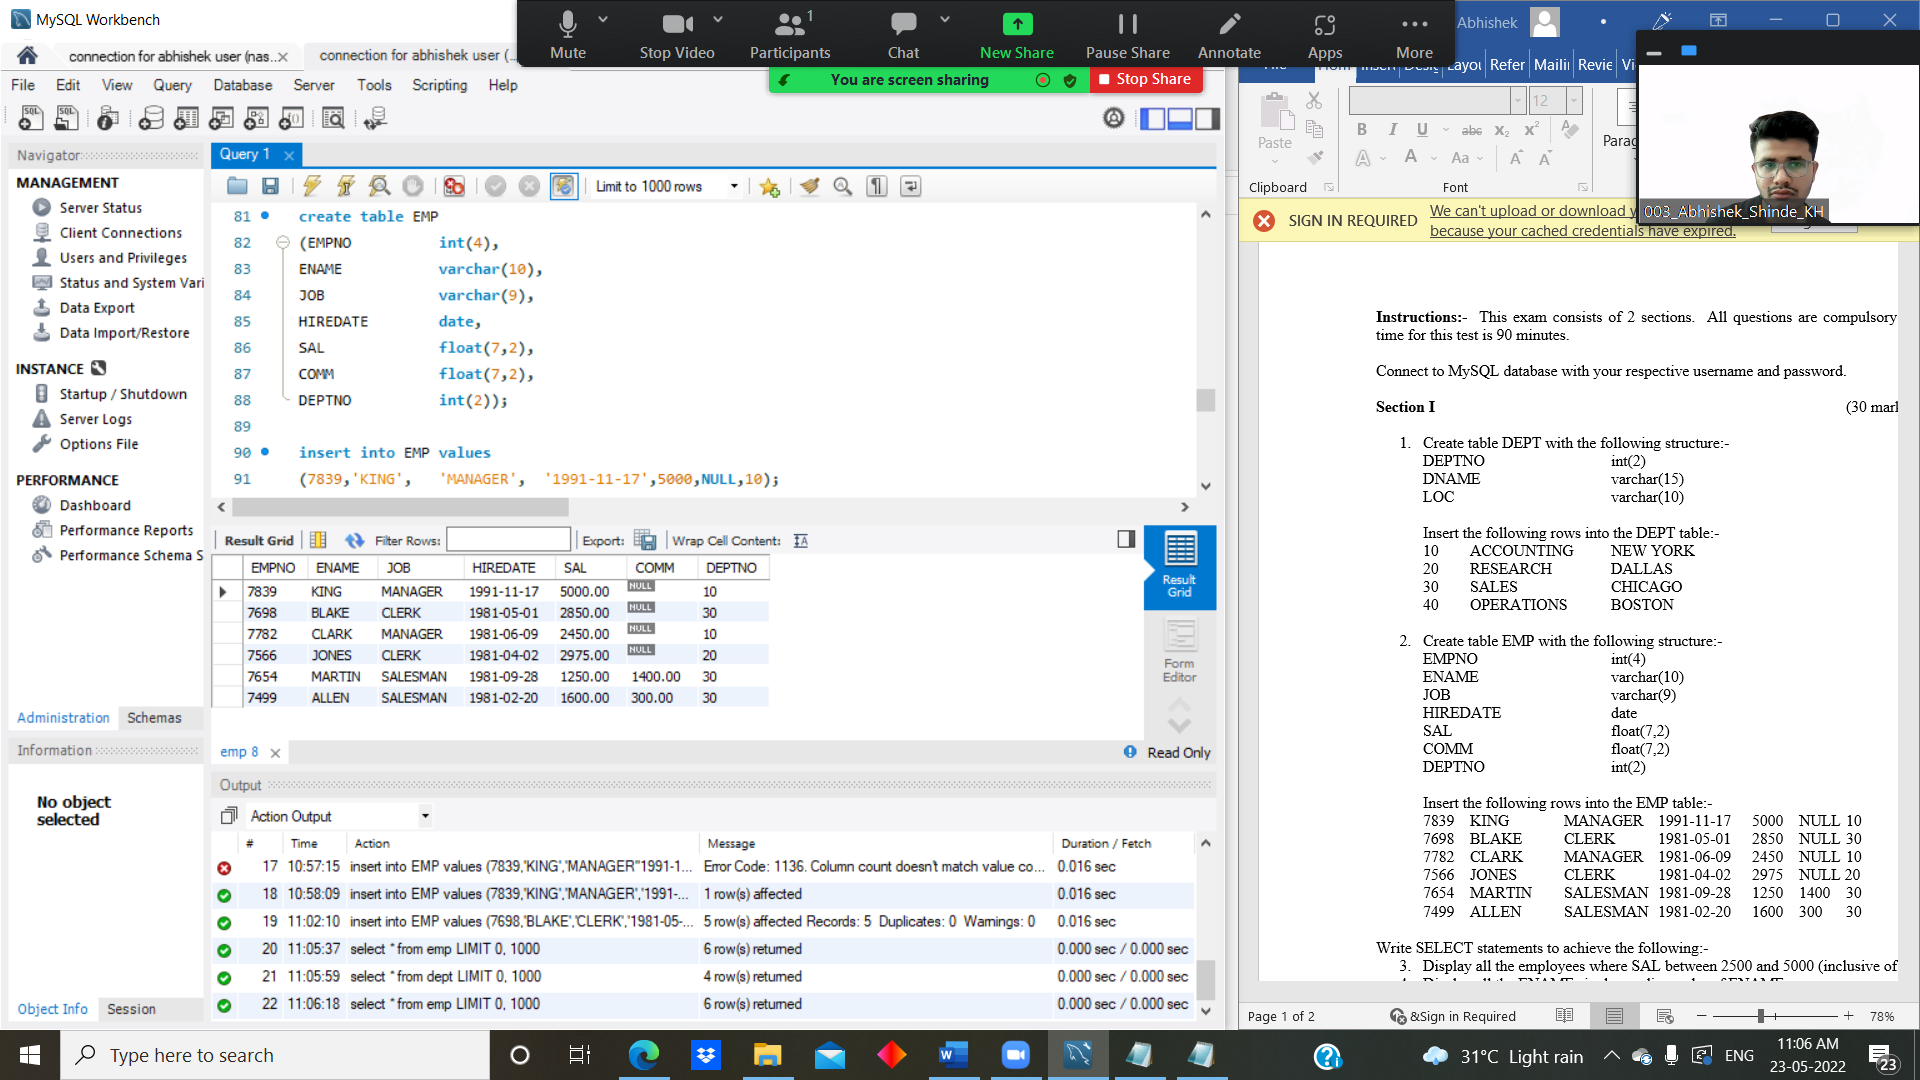 MySQL Workbench
connection for abhishek user (nas...
connection for abhishek user (...
File Edit View Query Database Server Tools Scripting Help
Mute
Stop Video
1
Participants
Chat
New Share
Pause Share
Annotate
Apps
More
You are screen sharing
Stop Share
Abhishek
Refer
Mailin
Revie
Navigator
MANAGEMENT
Server Status
Client Connections
Users and Privileges
Status and System Vari
Data Export
Data Import/Restore
INSTANCE
Startup / Shutdown
Server Logs
Options File
PERFORMANCE
Dashboard
Performance Reports
Performance Schema S
Administration Schemas
Information
No object
selected
Object Info Session
Query 1
Limit to 1000 rows
81 create table EMP
82 (EMPNO int(4),
83 ENAME varchar(10),
84 JOB varchar(9),
85 HIREDATE date,
86 SAL float(7,2),
87 COMM float(7,2),
88 DEPTNO int(2));
89
90 insert into EMP values
91 (7839,'KING', 'MANAGER', '1991-11-17',5000,NULL,10);
Result Grid Filter Rows: Export: Wrap Cell Content:
EMPNO ENAME JOB HIREDATE SAL COMM DEPTNO
7839 KING MANAGER 1991-11-17 5000.00 NULL 10
7698 BLAKE CLERK 1981-05-01 2850.00 NULL 30
7782 CLARK MANAGER 1981-06-09 2450.00 NULL 10
7566 JONES CLERK 1981-04-02 2975.00 NULL 20
7654 MARTIN SALESMAN 1981-09-28 1250.00 1400.00 30
7499 ALLEN SALESMAN 1981-02-20 1600.00 300.00 30
Result
Grid
Form
Editor
emp 8
Read Only
Output
Action Output
# Time Action Message Duration / Fetch
17 10:57:15 insert into EMP values (7839,'KING','MANAGER''1991-1... Error Code: 1136. Column count doesn't match value co... 0.016 sec
18 10:58:09 insert into EMP values (7839,'KING','MANAGER','1991-... 1 row(s) affected 0.016 sec
19 11:02:10 insert into EMP values (7698,'BLAKE','CLERK','1981-05-... 5 row(s) affected Records: 5 Duplicates: 0 Warnings: 0 0.016 sec
20 11:05:37 select * from emp LIMIT 0, 1000 6 row(s) returned 0.000 sec / 0.000 sec
21 11:05:59 select * from dept LIMIT 0, 1000 4 row(s) returned 0.000 sec / 0.000 sec
22 11:06:18 select * from emp LIMIT 0, 1000 6 row(s) returned 0.000 sec / 0.000 sec
Paste
Clipboard
12
B I U abc x2 x2
A A Aa A A
Font
Parag
003_Abhishek_Shinde_KH
SIGN IN REQUIRED
We can't upload or download y
because your cached credentials have expired.
Instructions:- This exam consists of 2 sections. All questions are compulsory
time for this test is 90 minutes.
Connect to MySQL database with your respective username and password.
Section I (30 mar
1. Create table DEPT with the following structure:-
DEPTNO int(2)
DNAME varchar(15)
LOC varchar(10)
Insert the following rows into the DEPT table:-
10 ACCOUNTING NEW YORK
20 RESEARCH DALLAS
30 SALES CHICAGO
40 OPERATIONS BOSTON
2. Create table EMP with the following structure:-
EMPNO int(4)
ENAME varchar(10)
JOB varchar(9)
HIREDATE date
SAL float(7,2)
COMM float(7,2)
DEPTNO int(2)
Insert the following rows into the EMP table:-
7839 KING MANAGER 1991-11-17 5000 NULL 10
7698 BLAKE CLERK 1981-05-01 2850 NULL 30
7782 CLARK MANAGER 1981-06-09 2450 NULL 10
7566 JONES CLERK 1981-04-02 2975 NULL 20
7654 MARTIN SALESMAN 1981-09-28 1250 1400 30
7499 ALLEN SALESMAN 1981-02-20 1600 300 30
Write SELECT statements to achieve the following:-
3. Display all the employees where SAL between 2500 and 5000 (inclusive of
Page 1 of 2
&Sign in Required
78%
Type here to search
31°C Light rain
ENG
11:06 AM
23-05-2022
23